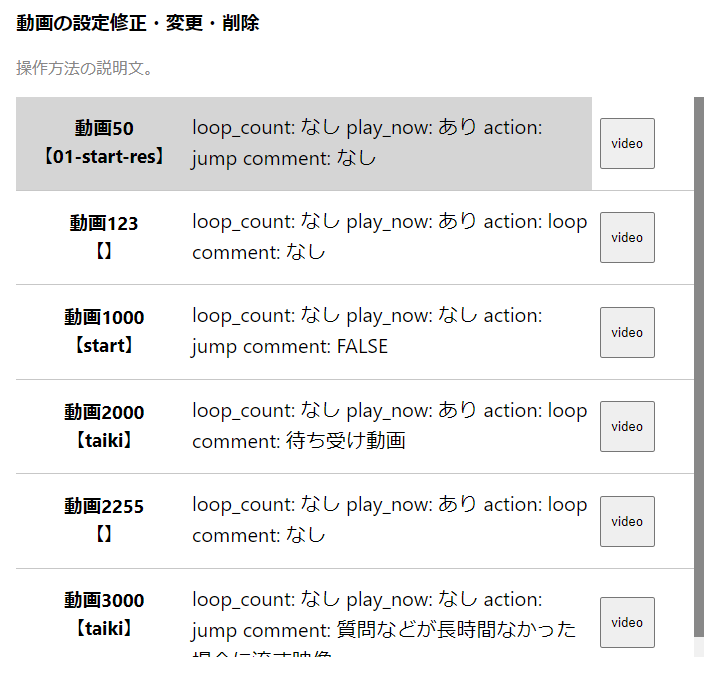 動画の設定修正・変更・削除
操作方法の説明文。
動画50
【01-start-res】
loop_count: なし play_now: あり action:
jump comment: なし
video
動画123
【】
loop_count: なし play_now: あり action: loop
comment: なし
video
動画1000
【start】
loop_count: なし play_now: なし action:
jump comment: FALSE
video
動画2000
【taiki】
loop_count: なし play_now: あり action: loop
comment: 待ち受け動画
video
動画2255
【】
loop_count: なし play_now: あり action: loop
comment: なし
video
動画3000
【taiki】
loop_count: なし play_now: なし action:
jump comment: 質問などが長時間なかった
場合に流す映像
video